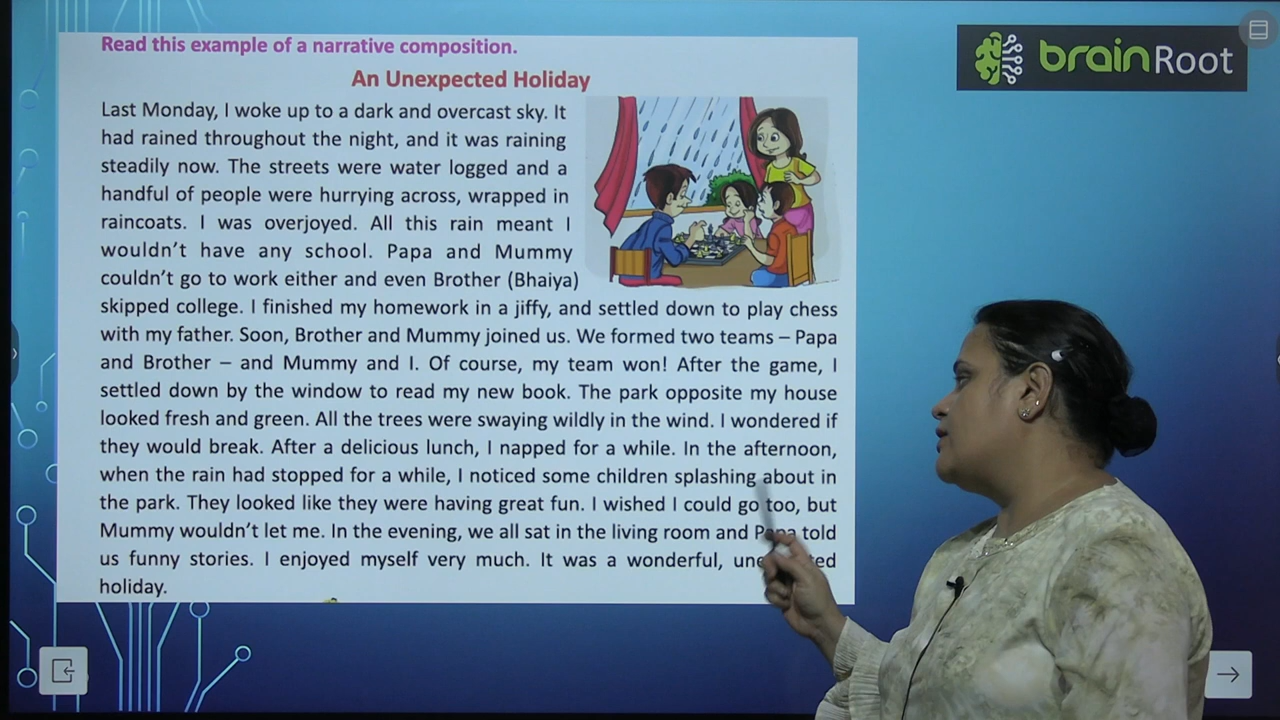 Read this example of a narrative composition.
An Unexpected Holiday
Last Monday, I woke up to a dark and overcast sky. It
had rained throughout the night, and it was raining
steadily now. The streets were water logged and a
handful of people were hurrying across, wrapped in
raincoats. I was overjoyed. All this rain meant I
wouldn't have any school. Papa and Mummy
couldn't go to work either and even Brother (Bhaiya)
skipped college. I finished my homework in a jiffy, and settled down to play chess
with my father. Soon, Brother and Mummy joined us. We formed two teams – Papa
and Brother – and Mummy and I. Of course, my team won! After the game, I
settled down by the window to read my new book. The park opposite my house
looked fresh and green. All the trees were swaying wildly in the wind. I wondered if
they would break. After a delicious lunch, I napped for a while. In the afternoon,
when the rain had stopped for a while, I noticed some children splashing about in
the park. They looked like they were having great fun. I wished I could go too, but
Mummy wouldn't let me. In the evening, we all sat in the living room and Papa told
us funny stories. I enjoyed myself very much. It was a wonderful,
holiday.
brainRoot